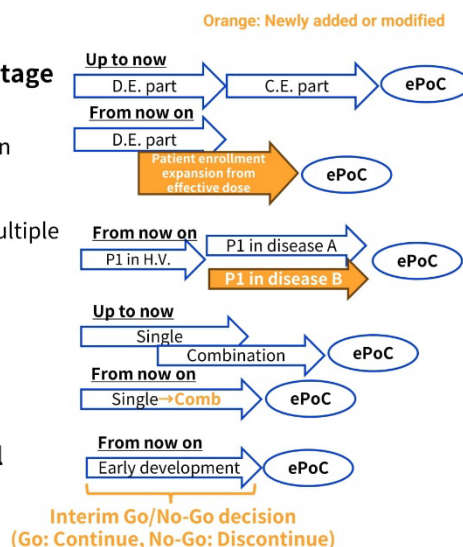 Orange: Newly added or modified
Up to now
D.E. part
C.E. part
ePoC
From now on
D.E. part
Patient enrollment
expansion from
effective dose
ePoC
From now on
P1 in H.V.
P1 in disease A
P1 in disease B
ePoC
Up to now
Single
Combination
ePoC
From now on
Single→Comb
ePoC
From now on
Early development
ePoC
Interim Go/No-Go decision
(Go: Continue, No-Go: Discontinue)